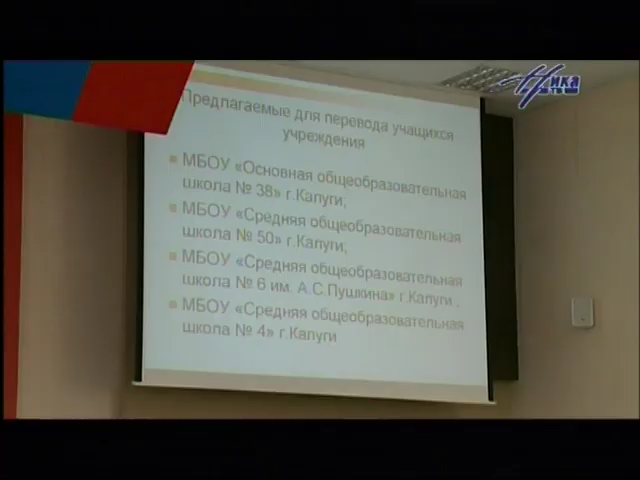 Ника
Предлагаемые для перевода учащихся
учреждения
МБОУ «Основная общеобразовательная
школа № 38» г.Калуги;
МБОУ «Средняя общеобразовательная
школа № 50» г.Калуги;
МБОУ «Средняя общеобразовательная
школа № 6 им. А.С.Пушкина» г.Калуги .
МБОУ «Средняя общеобразовательная
школа № 4» г.Калуги